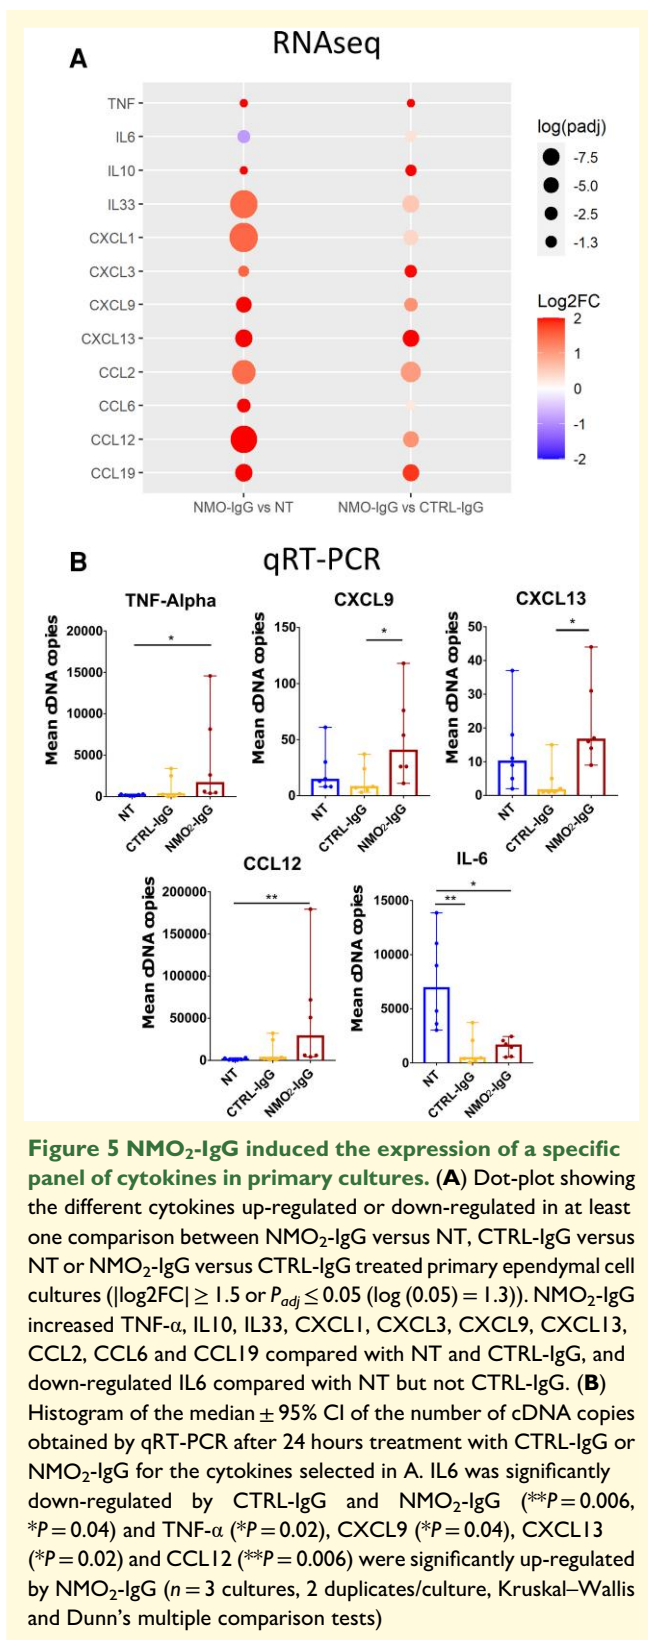 RNAseq
A
TNF
IL6
IL10
IL33
CXCL1
CXCL3
CXCL9
CXCL13
CCL2
CCL6
CCL12
CCL19
NMO-IgG vs NT
NMO-IgG vs CTRL-IgG
log(padj)
-7.5
-5.0
-2.5
-1.3
Log2FC
2
1
0
-1
-2
B
qRT-PCR
TNF-Alpha
Mean cDNA copies
20000
15000
10000
5000
0
*
NT
CTRL-IgG
NMO²-IgG
CXCL9
Mean cDNA copies
150
100
50
0
*
NT
CTRL-IgG
NMO²-IgG
CXCL13
Mean cDNA copies
50
40
30
20
10
0
*
NT
CTRL-IgG
NMO²-IgG
CCL12
Mean cDNA copies
200000
150000
100000
50000
0
**
NT
CTRL-IgG
NMO²-IgG
IL-6
Mean cDNA copies
15000
10000
5000
0
*
**
NT
CTRL-IgG
NMO²-IgG
Figure 5 NMO₂-IgG induced the expression of a specific
panel of cytokines in primary cultures. (A) Dot-plot showing
the different cytokines up-regulated or down-regulated in at least
one comparison between NMO₂-IgG versus NT, CTRL-IgG versus
NT or NMO₂-IgG versus CTRL-IgG treated primary ependymal cell
cultures (|log2FC| ≥ 1.5 or P_adj ≤ 0.05 (log (0.05) = 1.3)). NMO₂-IgG
increased TNF-α, IL10, IL33, CXCL1, CXCL3, CXCL9, CXCL13,
CCL2, CCL6 and CCL19 compared with NT and CTRL-IgG, and
down-regulated IL6 compared with NT but not CTRL-IgG. (B)
Histogram of the median ± 95% CI of the number of cDNA copies
obtained by qRT-PCR after 24 hours treatment with CTRL-IgG or
NMO₂-IgG for the cytokines selected in A. IL6 was significantly
down-regulated by CTRL-IgG and NMO₂-IgG (**P = 0.006,
*P = 0.04) and TNF-α (*P = 0.02), CXCL9 (*P = 0.04), CXCL13
(*P = 0.02) and CCL12 (**P = 0.006) were significantly up-regulated
by NMO₂-IgG (n = 3 cultures, 2 duplicates/culture, Kruskal–Wallis
and Dunn's multiple comparison tests)